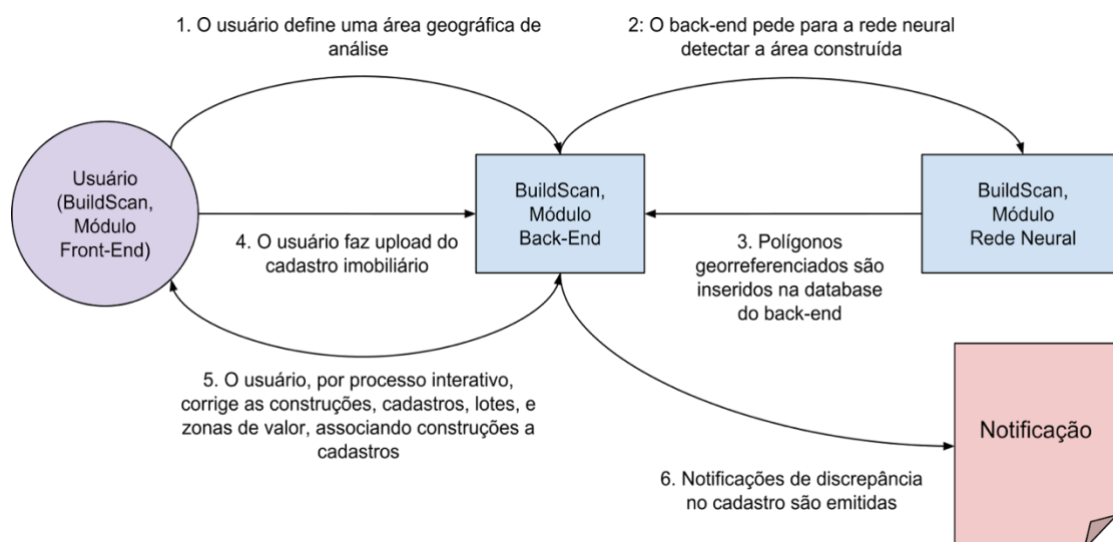 1. O usuário define uma área geográfica de
análise
2: O back-end pede para a rede neural
detectar a área construída
Usuário
(BuildScan,
Módulo
Front-End)
BuildScan,
Módulo
Back-End
BuildScan,
Módulo
Rede Neural
4. O usuário faz upload do
cadastro imobiliário
3. Polígonos
georreferenciados são
inseridos na database
do back-end
5. O usuário, por processo interativo,
corrige as construções, cadastros, lotes, e
zonas de valor, associando construções a
cadastros
Notificação
6. Notificações de discrepância
no cadastro são emitidas